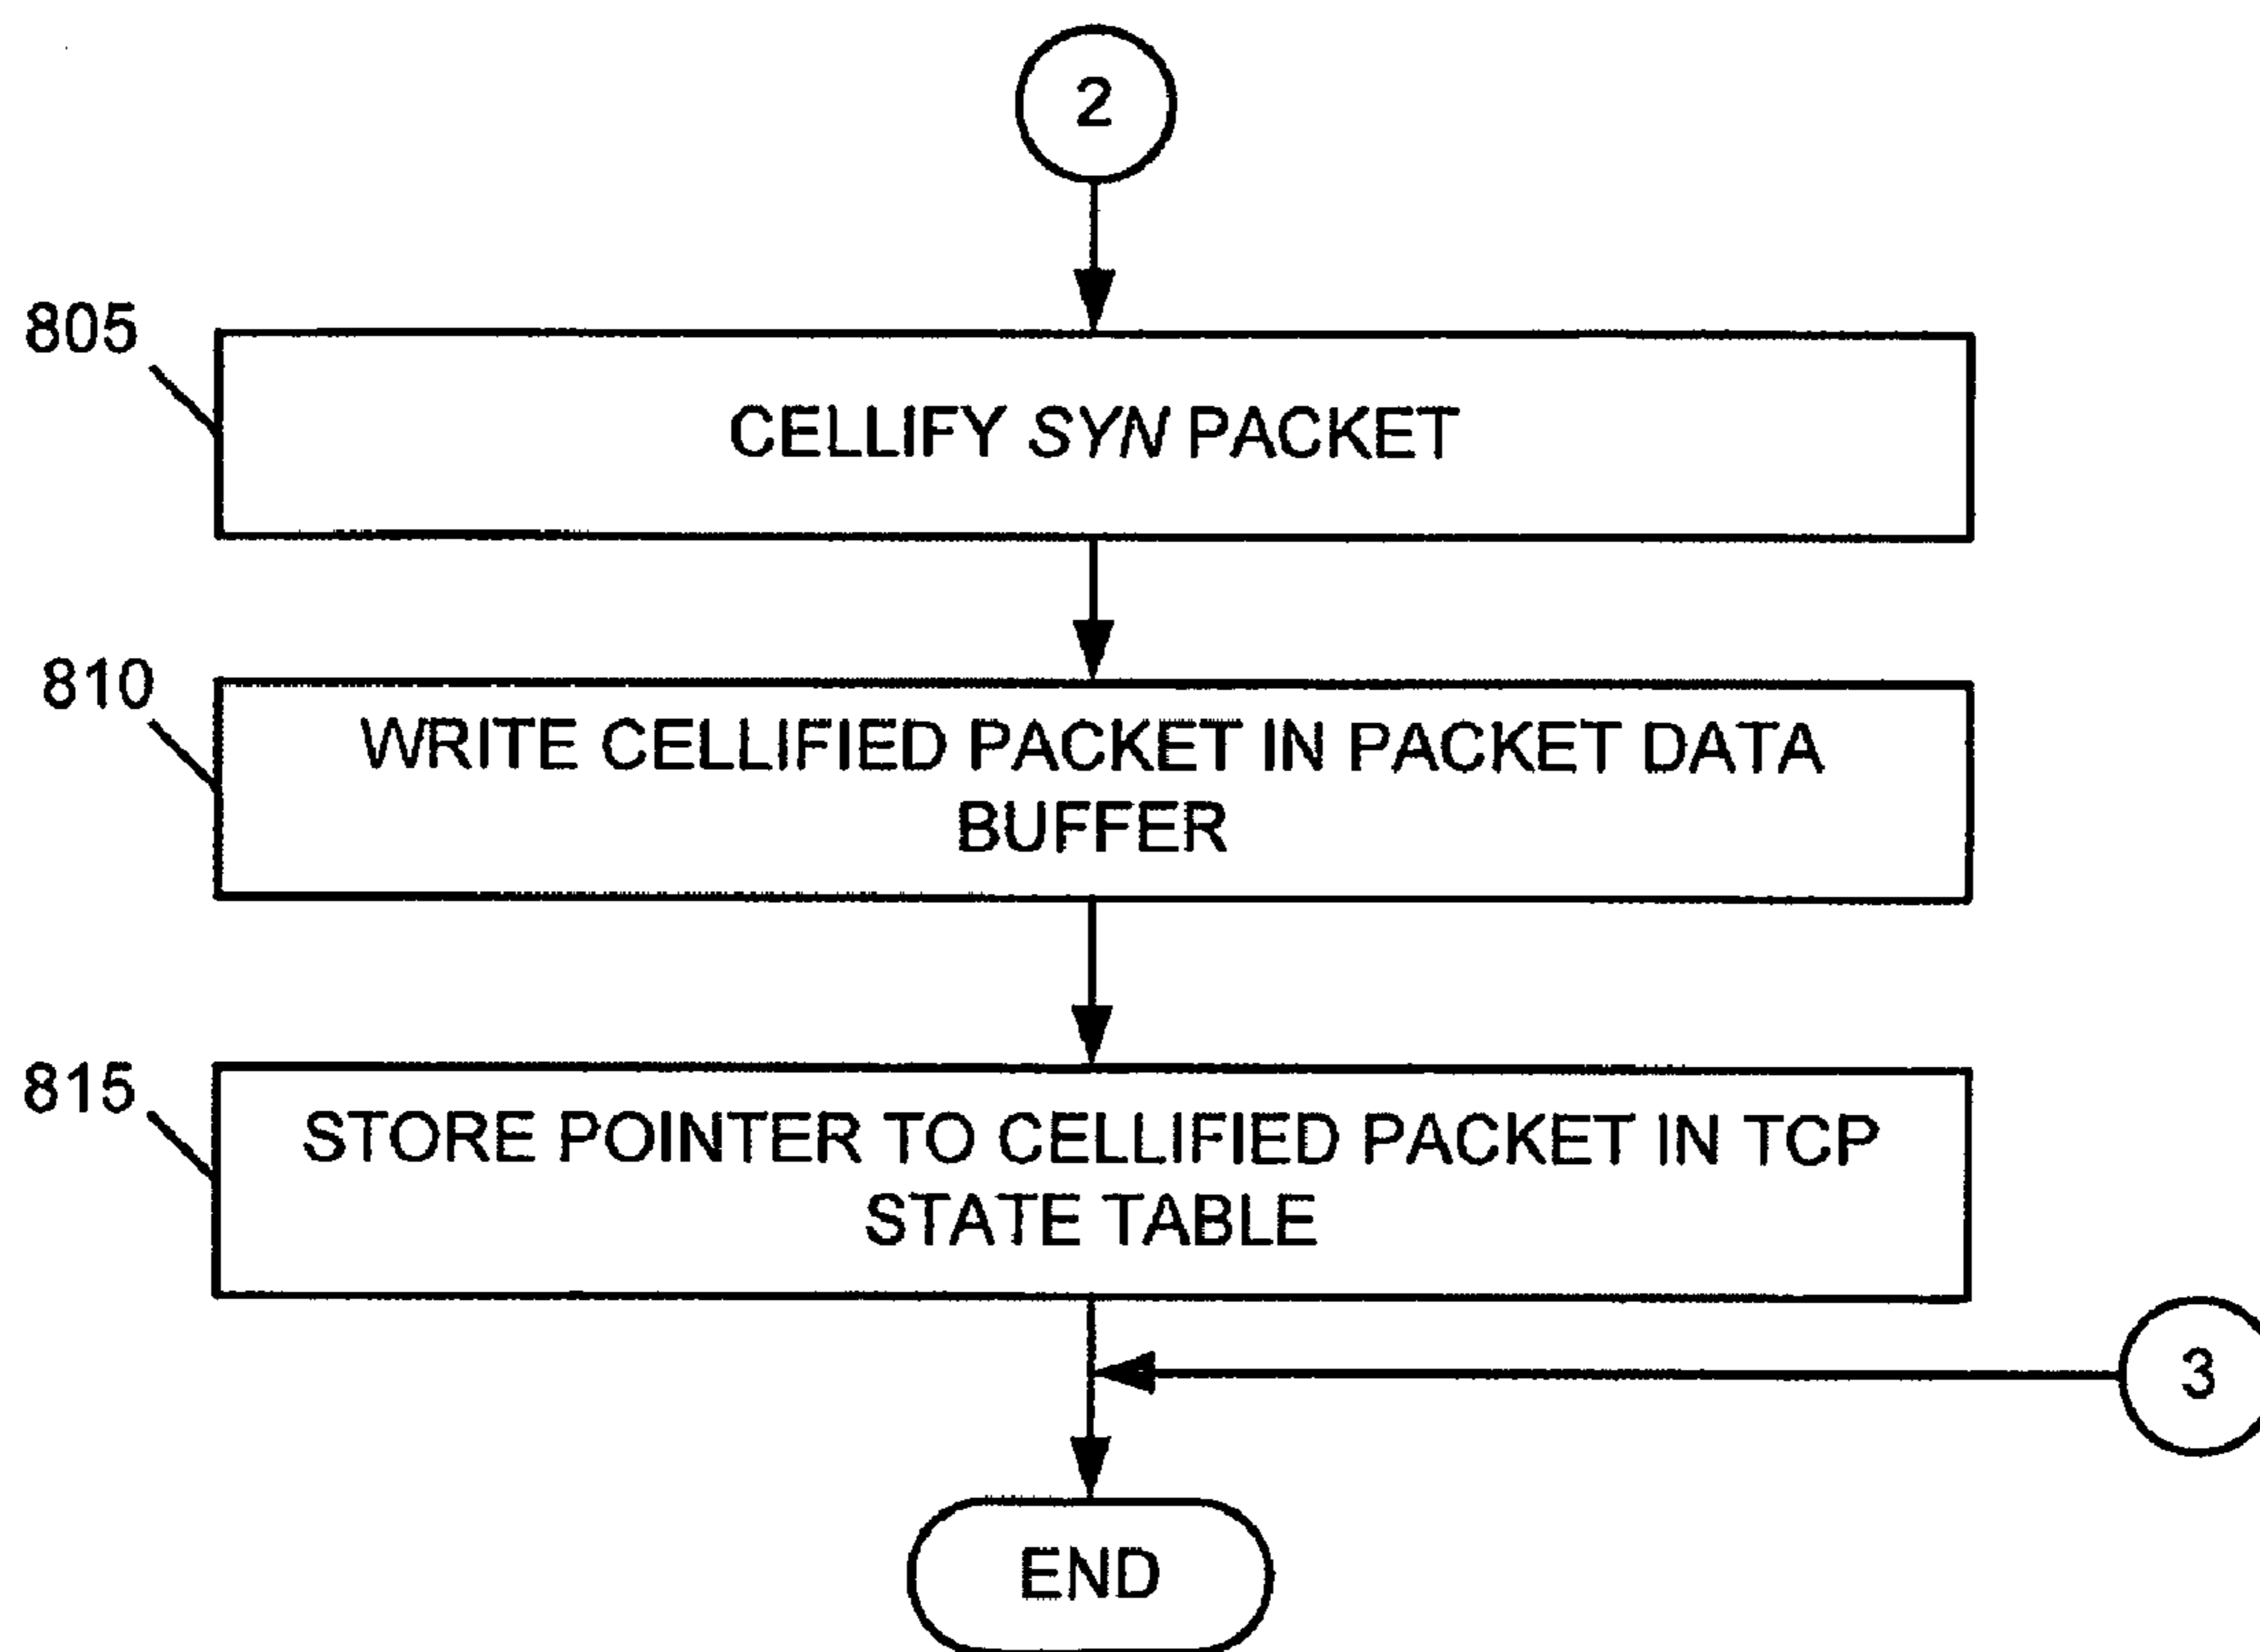 2
805
CELLIFY SYN PACKET
810
WRITE CELLIFIED PACKET IN PACKET DATA
BUFFER
815
STORE POINTER TO CELLIFIED PACKET IN TCP
STATE TABLE
3
END